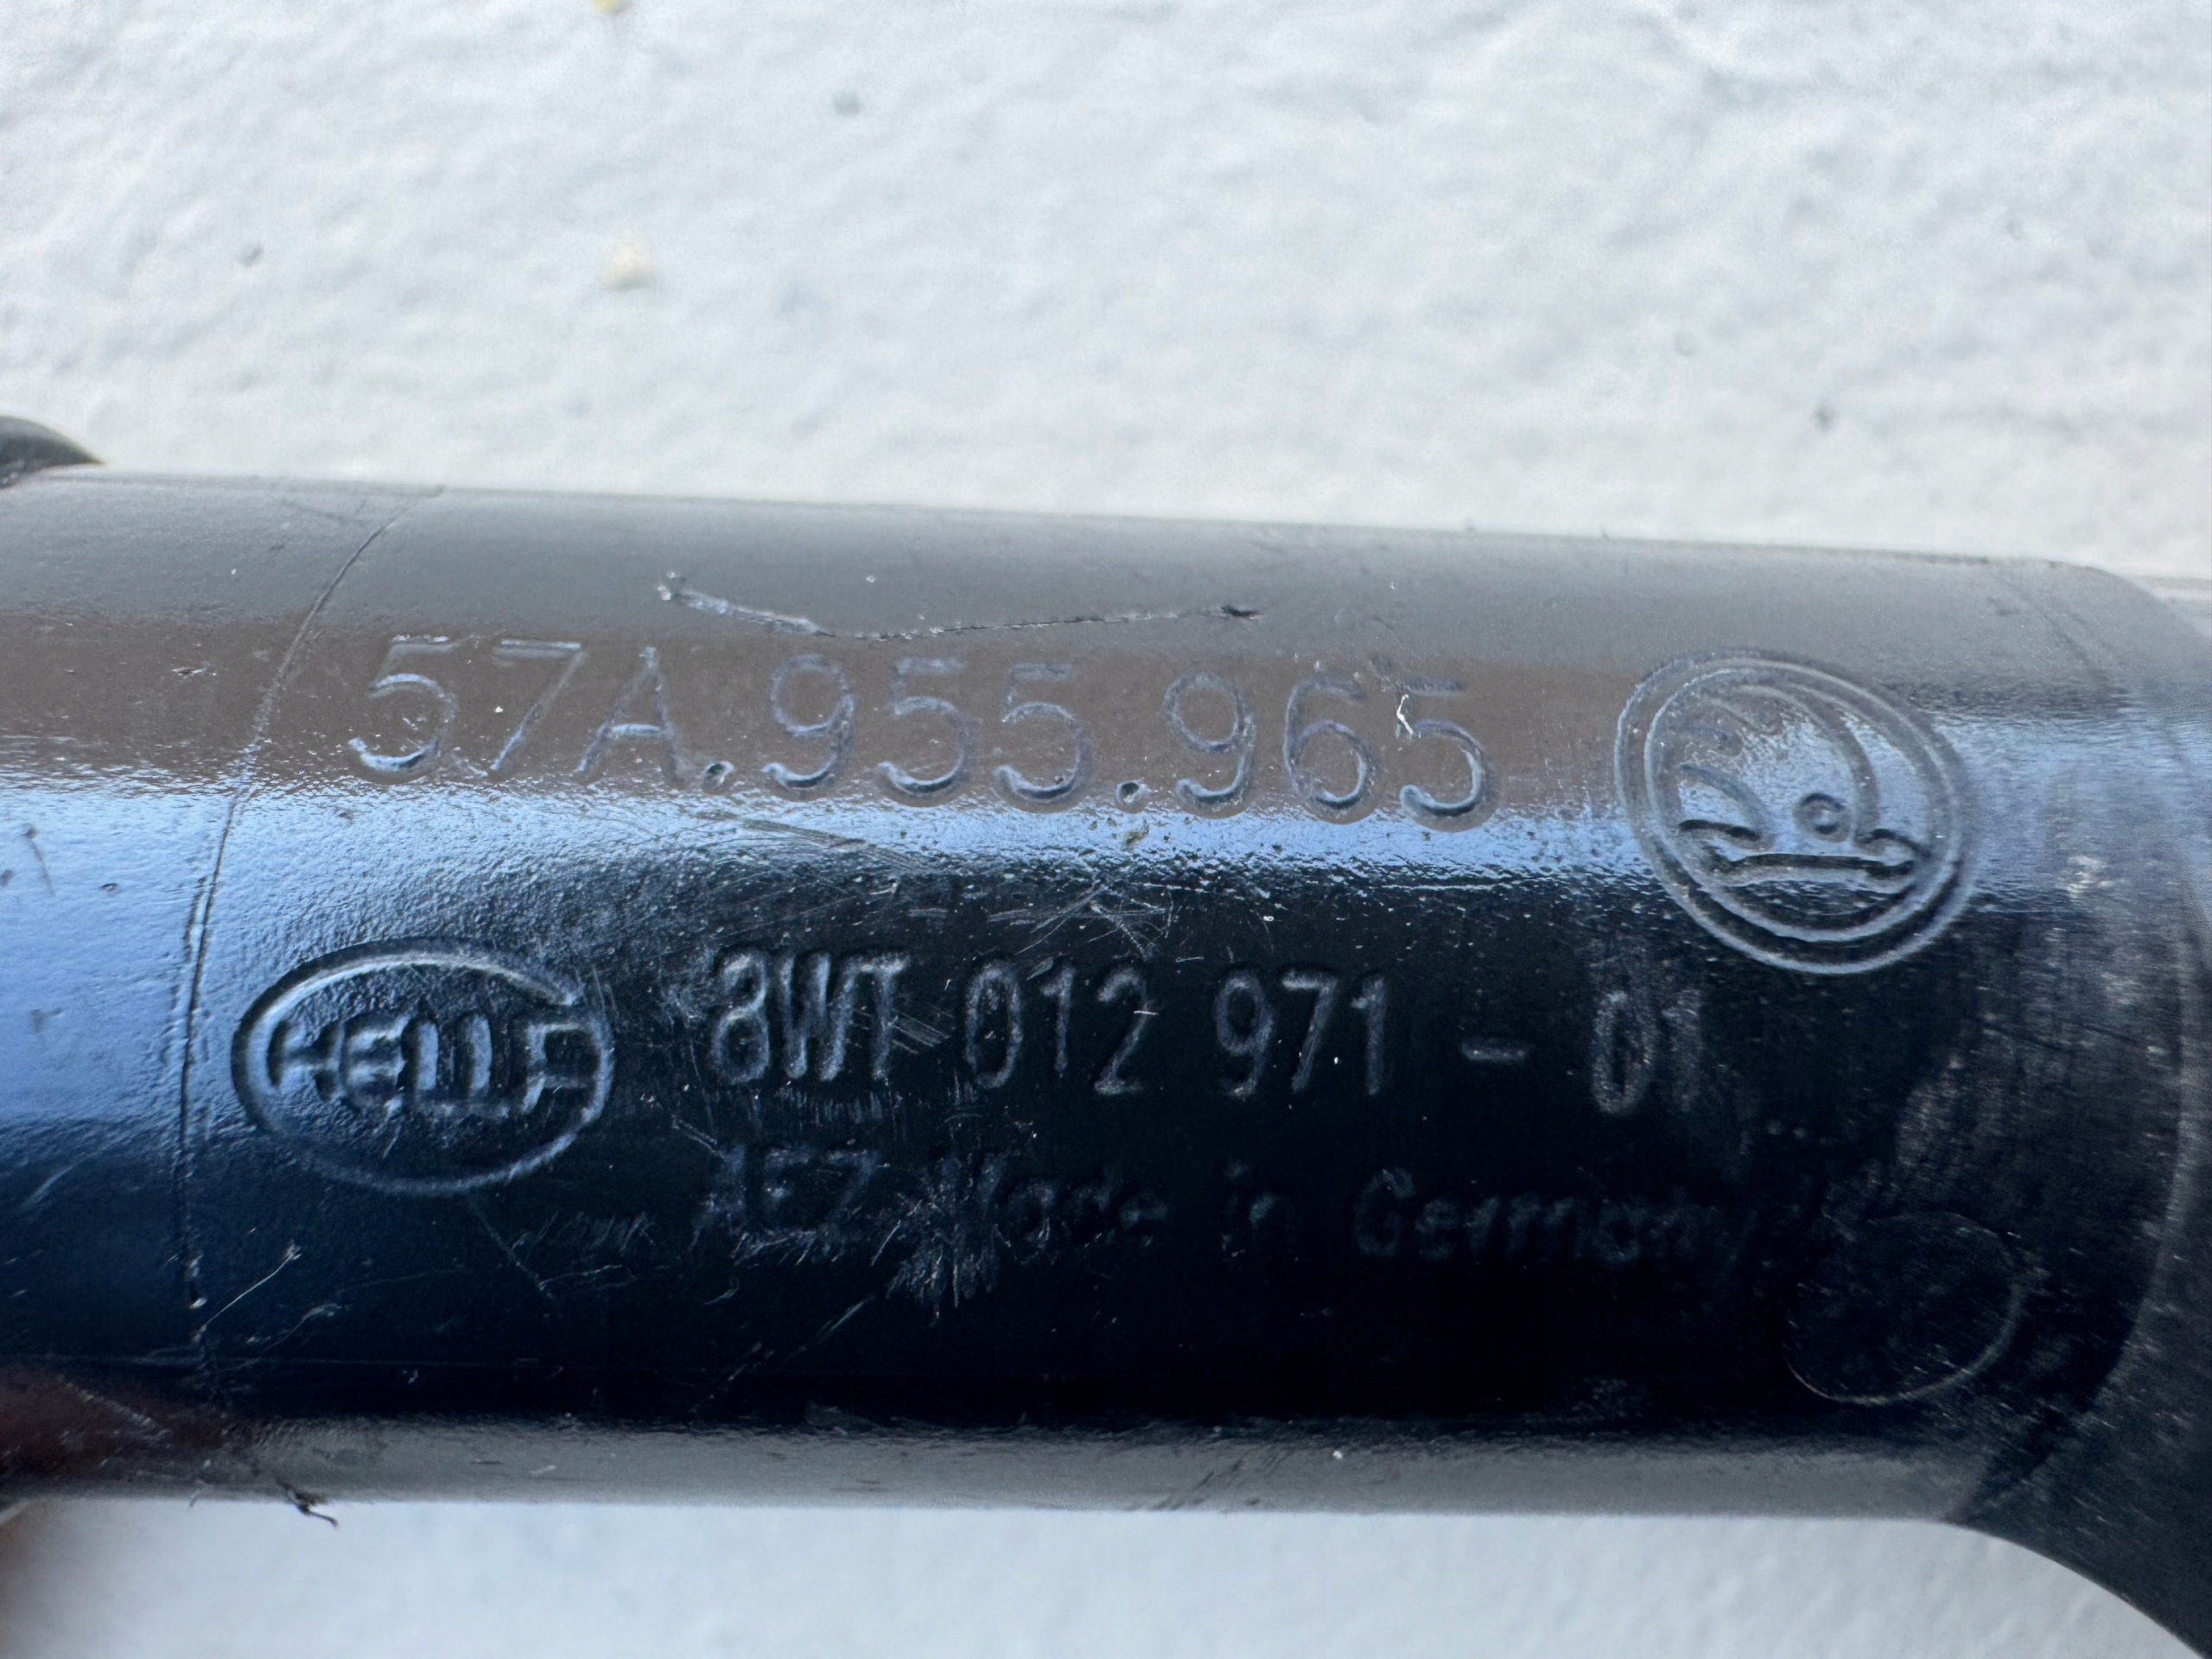 57A.955.965
HELLA 8WT 012 971 - 01
Made in Germany